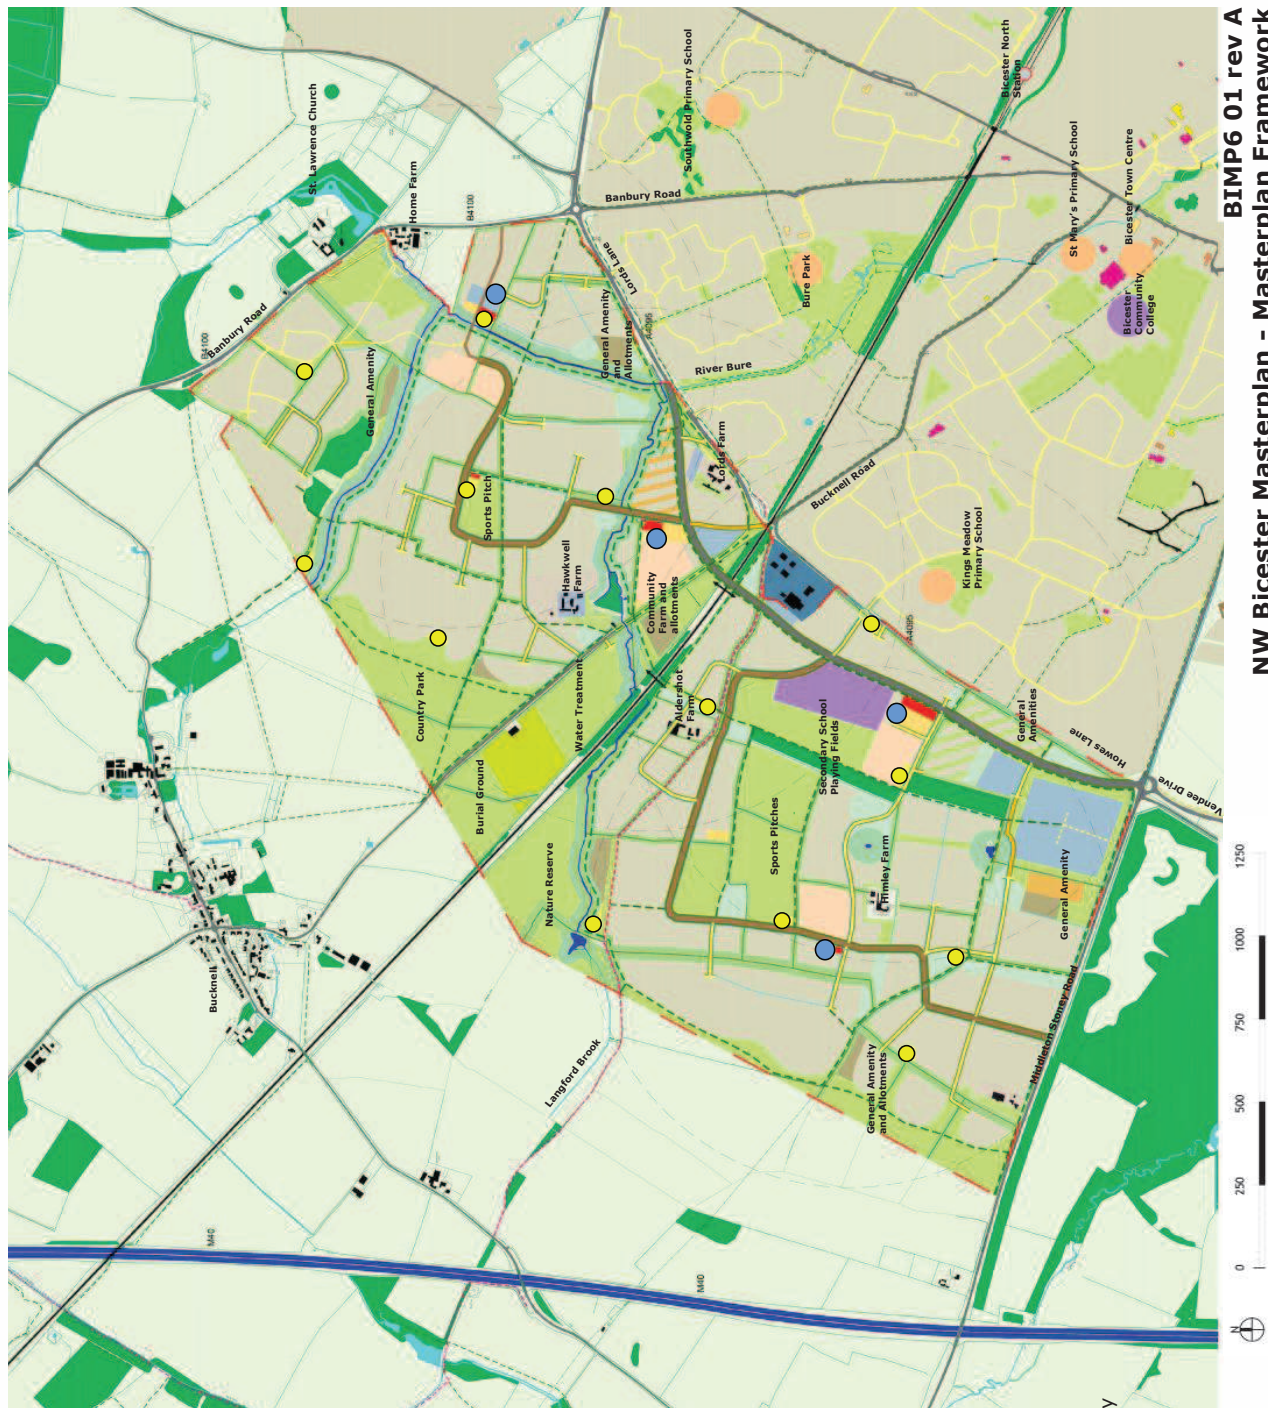 BIMP6 01 rev A
NW Bicester Masterplan - Masterplan Framework
St. Lawrence Church
Home Farm
B4100
Banbury Road
B4100
Banbury Road
Lords Lane
A4095
General Amenity
General Amenity
and
Allotments
River Bure
Southwold Primary School
Bicester North
Station
St Mary's Primary School
Bicester Town Centre
Bicester
Community
College
Bure Park
Lords Farm
Bucknell Road
Kings Meadow
Primary School
Sports Pitch
Hawkwell
Farm
Community
Farm and
allotments
Country Park
Water Treatment
Burial Ground
Nature Reserve
Aldershot
Farm
Secondary School
Playing Fields
Sports Pitches
Himley Farm
General
Amenities
A4095
Howes Lane
Vendee Drive
General Amenity
General Amenity
and Allotments
Middleton Stoney Road
Langford Brook
Bucknell
M40
M40
N
0
250
500
750
1000
1250
y